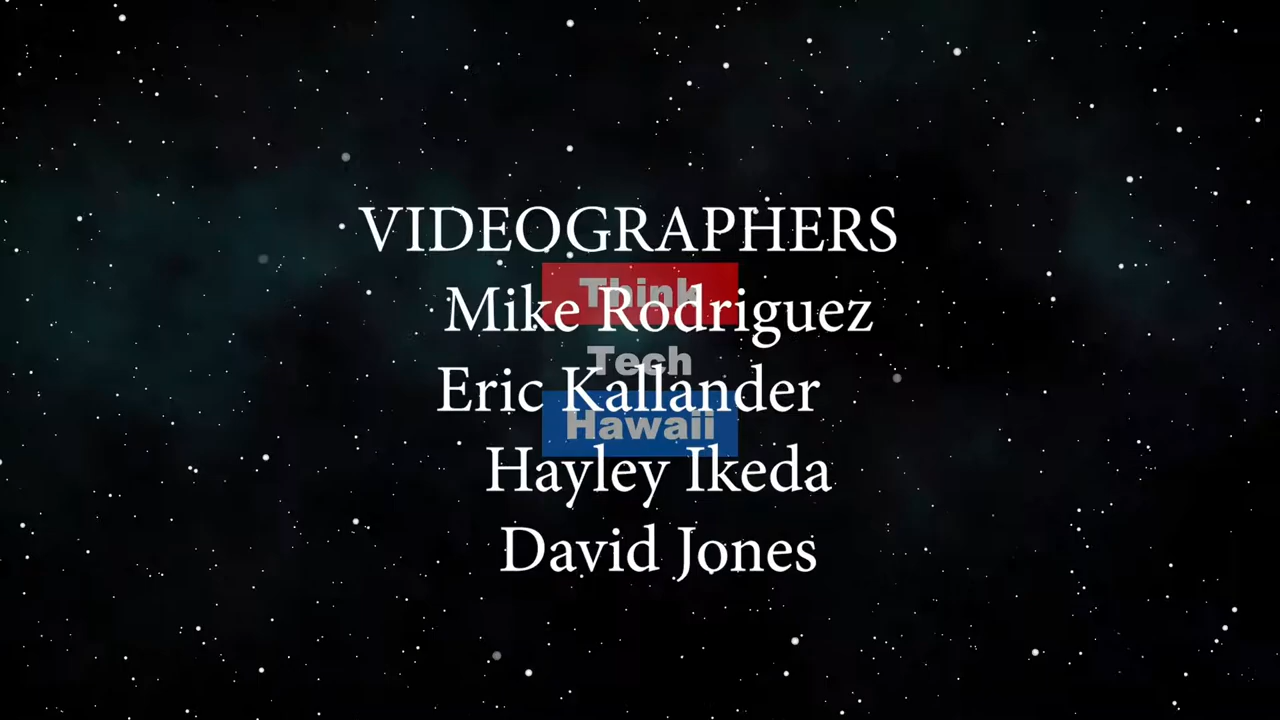 VIDEOGRAPHERS
Think
Mike Rodriguez
Tech
Eric Kallander
Hawaii
Hayley Ikeda
David Jones